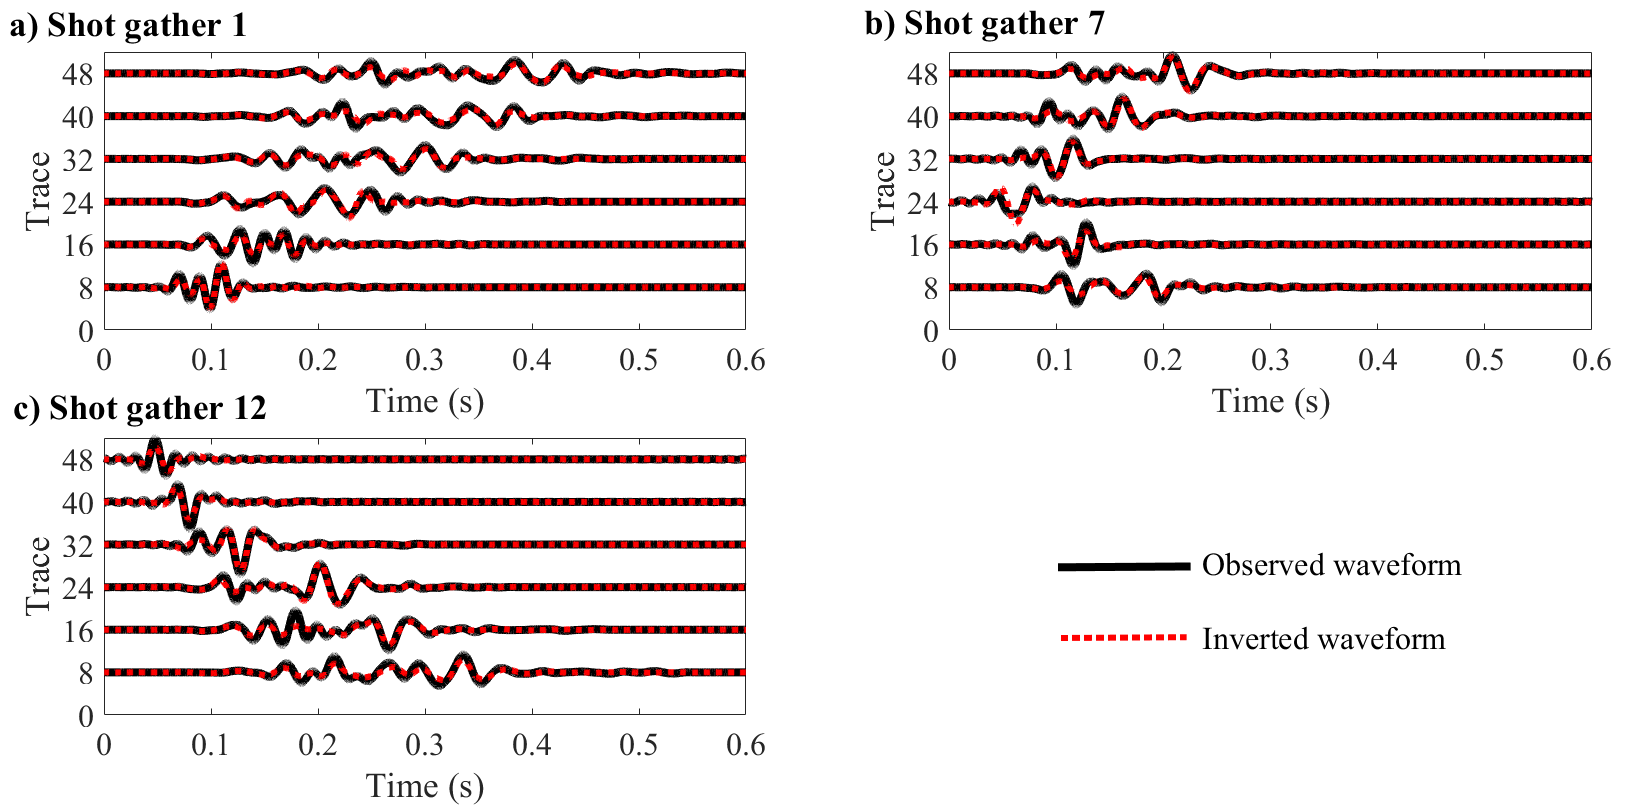 a) Shot gather 1
48
40
32
24
16
8
0
Trace
0 0.1 0.2 0.3 0.4 0.5 0.6
Time (s)
b) Shot gather 7
48
40
32
24
16
8
0
Trace
0 0.1 0.2 0.3 0.4 0.5 0.6
Time (s)
c) Shot gather 12
48
40
32
24
16
8
0
Trace
0 0.1 0.2 0.3 0.4 0.5 0.6
Time (s)
Observed waveform
Inverted waveform